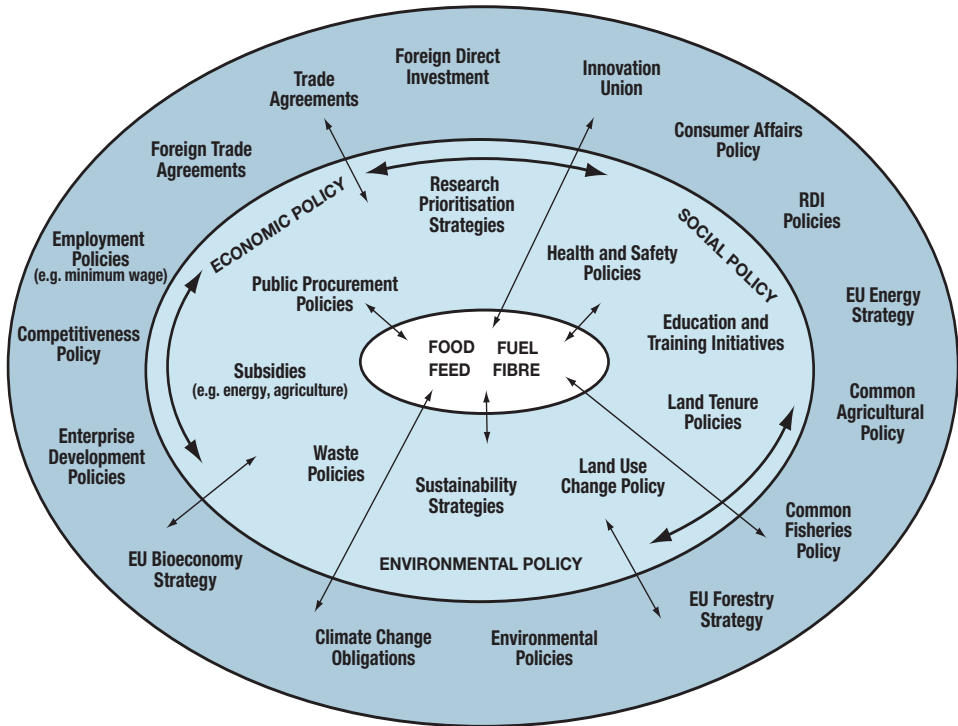 Foreign Direct
Investment
Trade
Agreements
Innovation
Union
Consumer Affairs
Policy
Foreign Trade
Agreements
RDI
Policies
Employment
Policies
(e.g. minimum wage)
EU Energy
Strategy
Competitiveness
Policy
Common
Agricultural
Policy
Enterprise
Development
Policies
Common
Fisheries
Policy
EU Bioeconomy
Strategy
EU Forestry
Strategy
Climate Change
Obligations
Environmental
Policies
ECONOMIC POLICY
SOCIAL POLICY
ENVIRONMENTAL POLICY
Research
Prioritisation
Strategies
Health and Safety
Policies
Public Procurement
Policies
Education and
Training Initiatives
Subsidies
(e.g. energy, agriculture)
Land Tenure
Policies
Waste
Policies
Sustainability
Strategies
Land Use
Change Policy
FOOD FUEL
FEED FIBRE